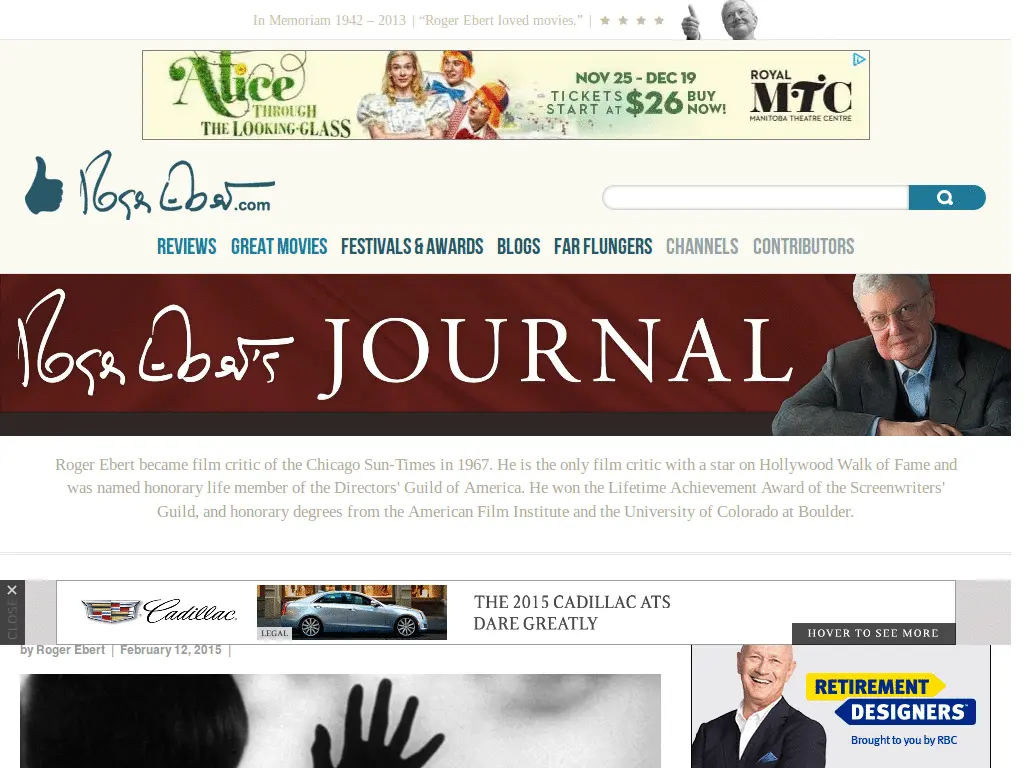 In Memoriam 1942 – 2013 | “Roger Ebert loved movies.” |
Alice
THROUGH
THE LOOKING-GLASS
NOV 25 - DEC 19
TICKETS START AT $26 BUY NOW!
ROYAL
MTC
MANITOBA THEATRE CENTRE
Roger Ebert.com
REVIEWS GREAT MOVIES FESTIVALS & AWARDS BLOGS FAR FLUNGERS CHANNELS CONTRIBUTORS
Roger Ebert's JOURNAL
Roger Ebert became film critic of the Chicago Sun-Times in 1967. He is the only film critic with a star on Hollywood Walk of Fame and
was named honorary life member of the Directors' Guild of America. He won the Lifetime Achievement Award of the Screenwriters'
Guild, and honorary degrees from the American Film Institute and the University of Colorado at Boulder.
CLOSE
Cadillac
LEGAL
THE 2015 CADILLAC ATS
DARE GREATLY
HOVER TO SEE MORE
by Roger Ebert | February 12, 2015 |
RETIREMENT
DESIGNERS
Brought to you by RBC